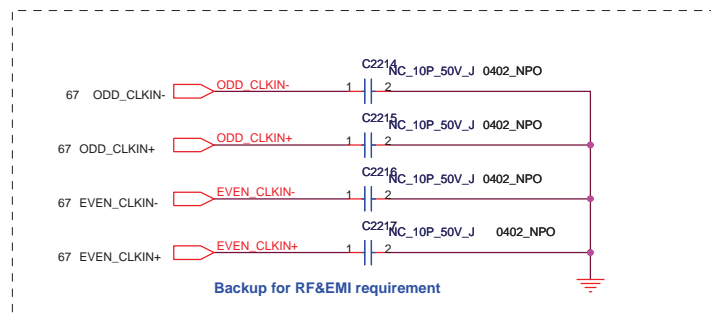 C2214
NC_10P_50V_J 0402_NPO
67 ODD_CLKIN- ODD_CLKIN- 1 2
C2215
NC_10P_50V_J 0402_NPO
67 ODD_CLKIN+ ODD_CLKIN+ 1 2
C2216
NC_10P_50V_J 0402_NPO
67 EVEN_CLKIN- EVEN_CLKIN- 1 2
C2217
NC_10P_50V_J 0402_NPO
67 EVEN_CLKIN+ EVEN_CLKIN+ 1 2
Backup for RF&EMI requirement